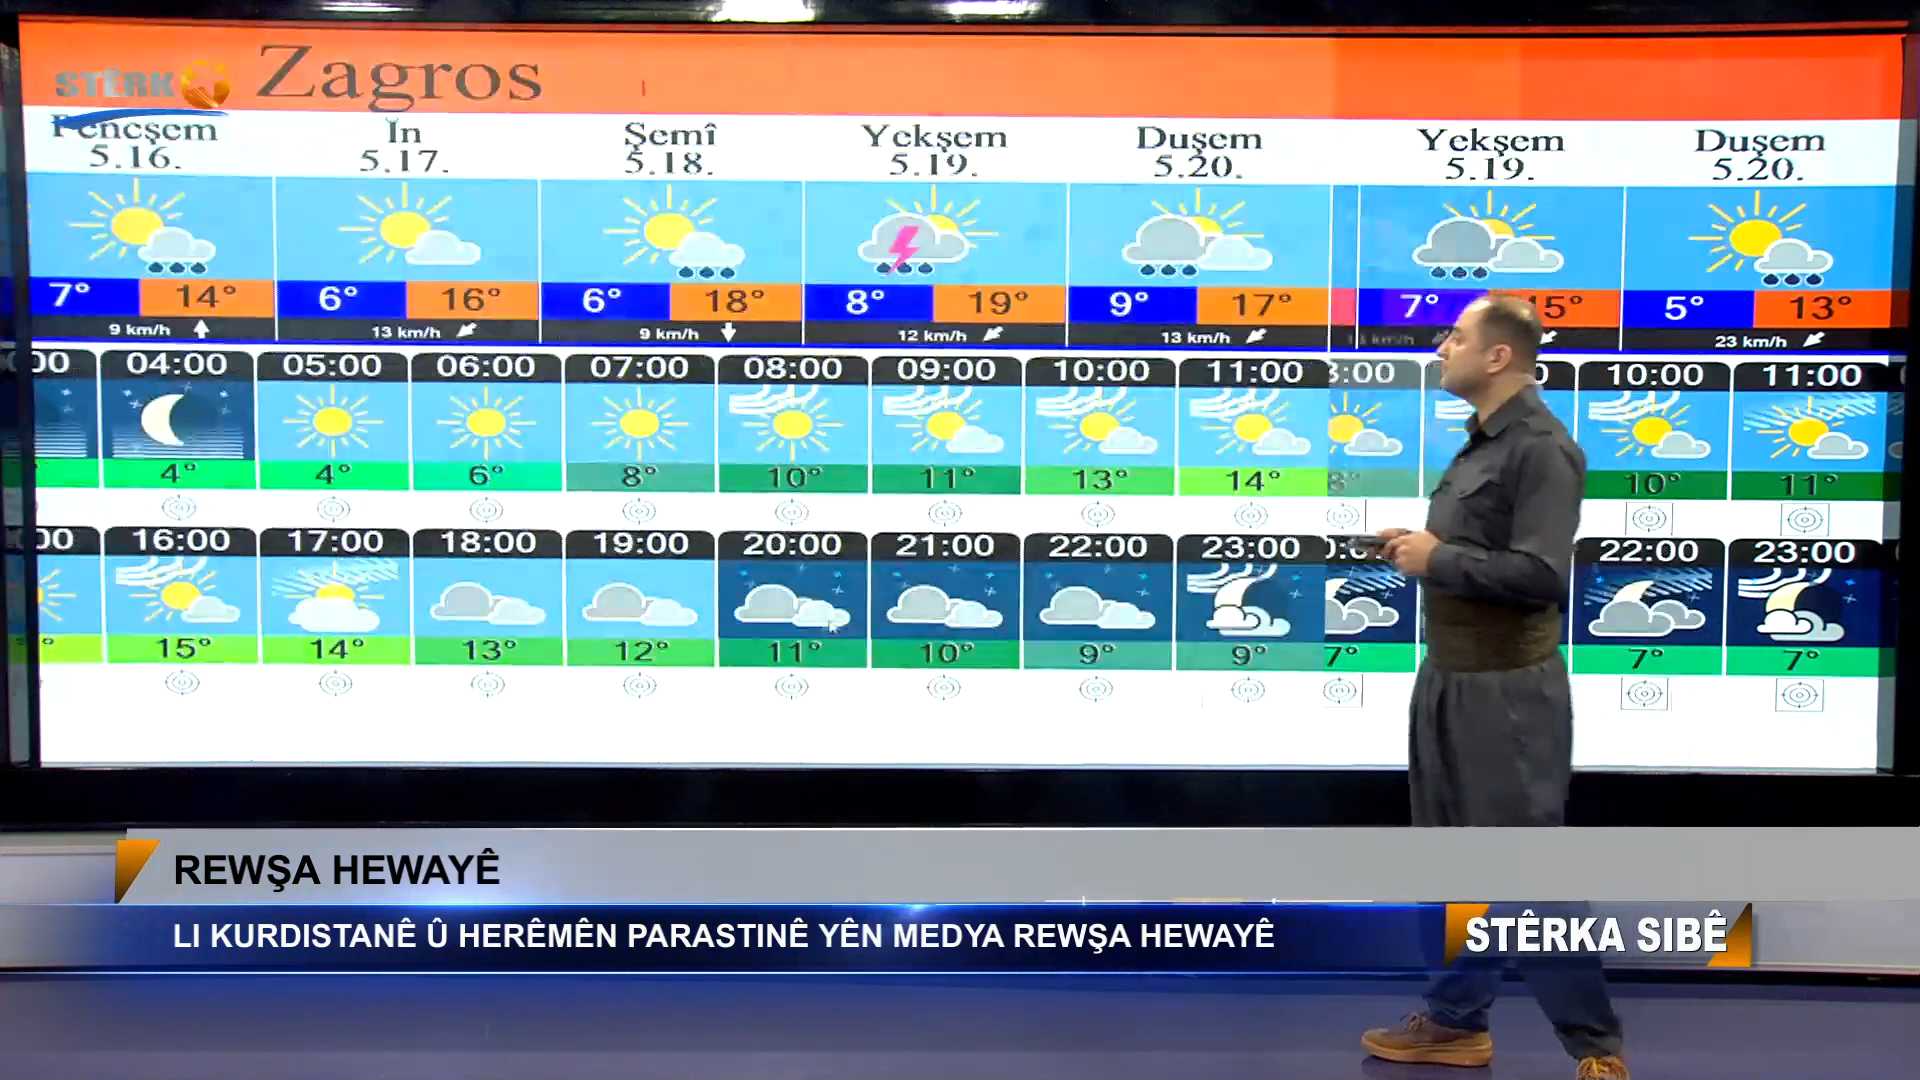 STÊRK Zagros
Pencşem În Şemî Yekşem Duşem Yekşem Duşem
5.16. 5.17. 5.18. 5.19. 5.20. 5.19. 5.20.
7° 14° 6° 16° 6° 18° 8° 19° 9° 17° 7° 15° 5° 13°
9 km/h 13 km/h 9 km/h 12 km/h 13 km/h 23 km/h
04:00 05:00 06:00 07:00 08:00 09:00 10:00 11:00 10:00 11:00
4° 4° 6° 8° 10° 11° 13° 14° 10° 11°
16:00 17:00 18:00 19:00 20:00 21:00 22:00 23:00 22:00 23:00
15° 14° 13° 12° 11° 10° 9° 9° 7° 7° 7°
REWŞA HEWAYÊ
LI KURDISTANÊ Û HERÊMÊN PARASTINÊ YÊN MEDYA REWŞA HEWAYÊ
STÊRKA SIBÊ